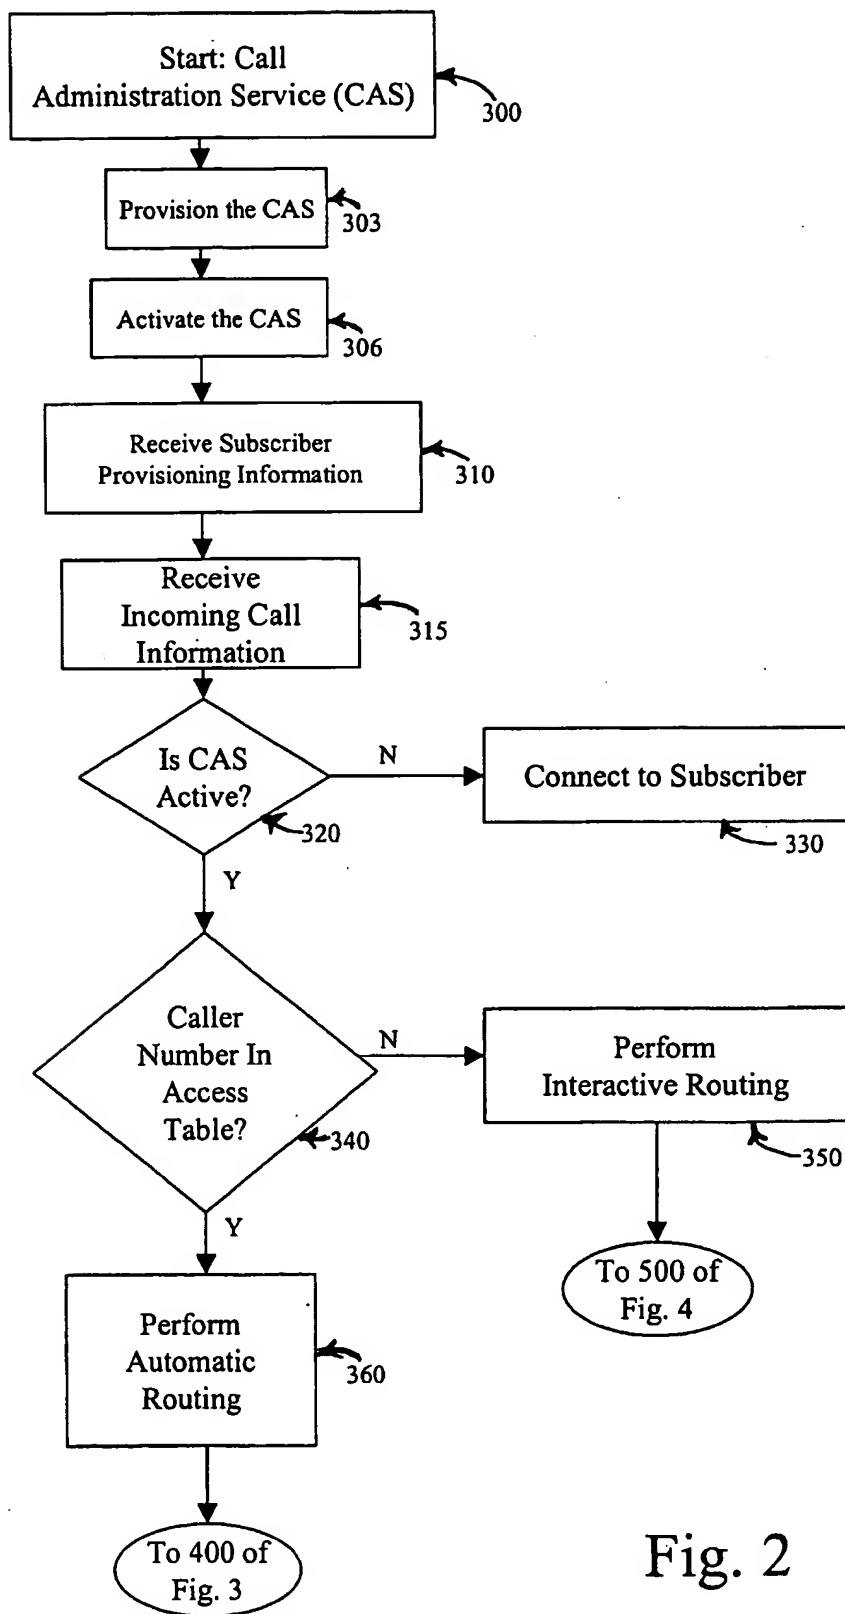 Start: Call
Administration Service (CAS)
300
Provision the CAS
303
Activate the CAS
306
Receive Subscriber
Provisioning Information
310
Receive
Incoming Call
Information
315
Is CAS
Active?
320
N
Connect to Subscriber
330
Y
Caller
Number In
Access
Table?
340
N
Perform
Interactive Routing
350
Y
To 500 of
Fig. 4
Perform
Automatic
Routing
360
To 400 of
Fig. 3
Fig. 2